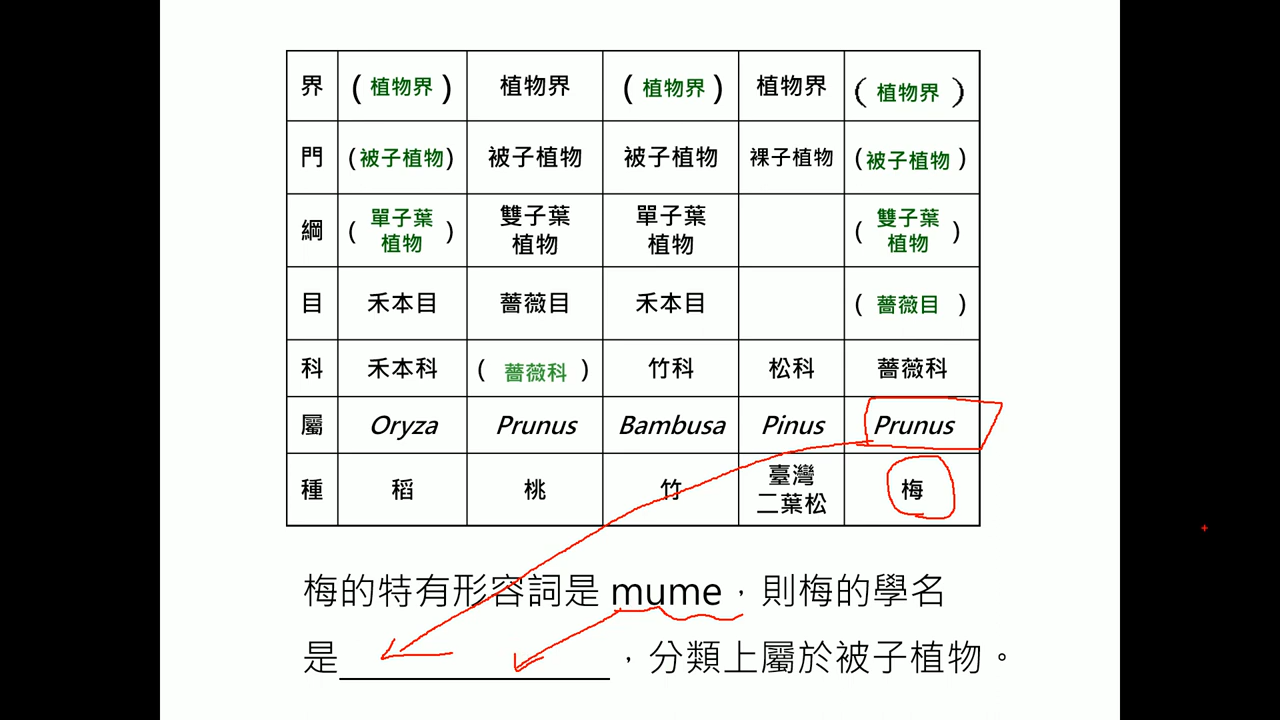 界 (植物界) 植物界 (植物界) 植物界 (植物界)
門 (被子植物) 被子植物 被子植物 裸子植物 (被子植物)
綱 (單子葉植物) 雙子葉植物 單子葉植物 (雙子葉植物)
目 禾本目 薔薇目 禾本目 (薔薇目)
科 禾本科 (薔薇科) 竹科 松科 薔薇科
屬 Oryza Prunus Bambusa Pinus Prunus
種 稻 桃 竹 臺灣二葉松 梅
梅的特有形容詞是 mume，則梅的學名
是＿＿＿＿＿＿＿，分類上屬於被子植物。